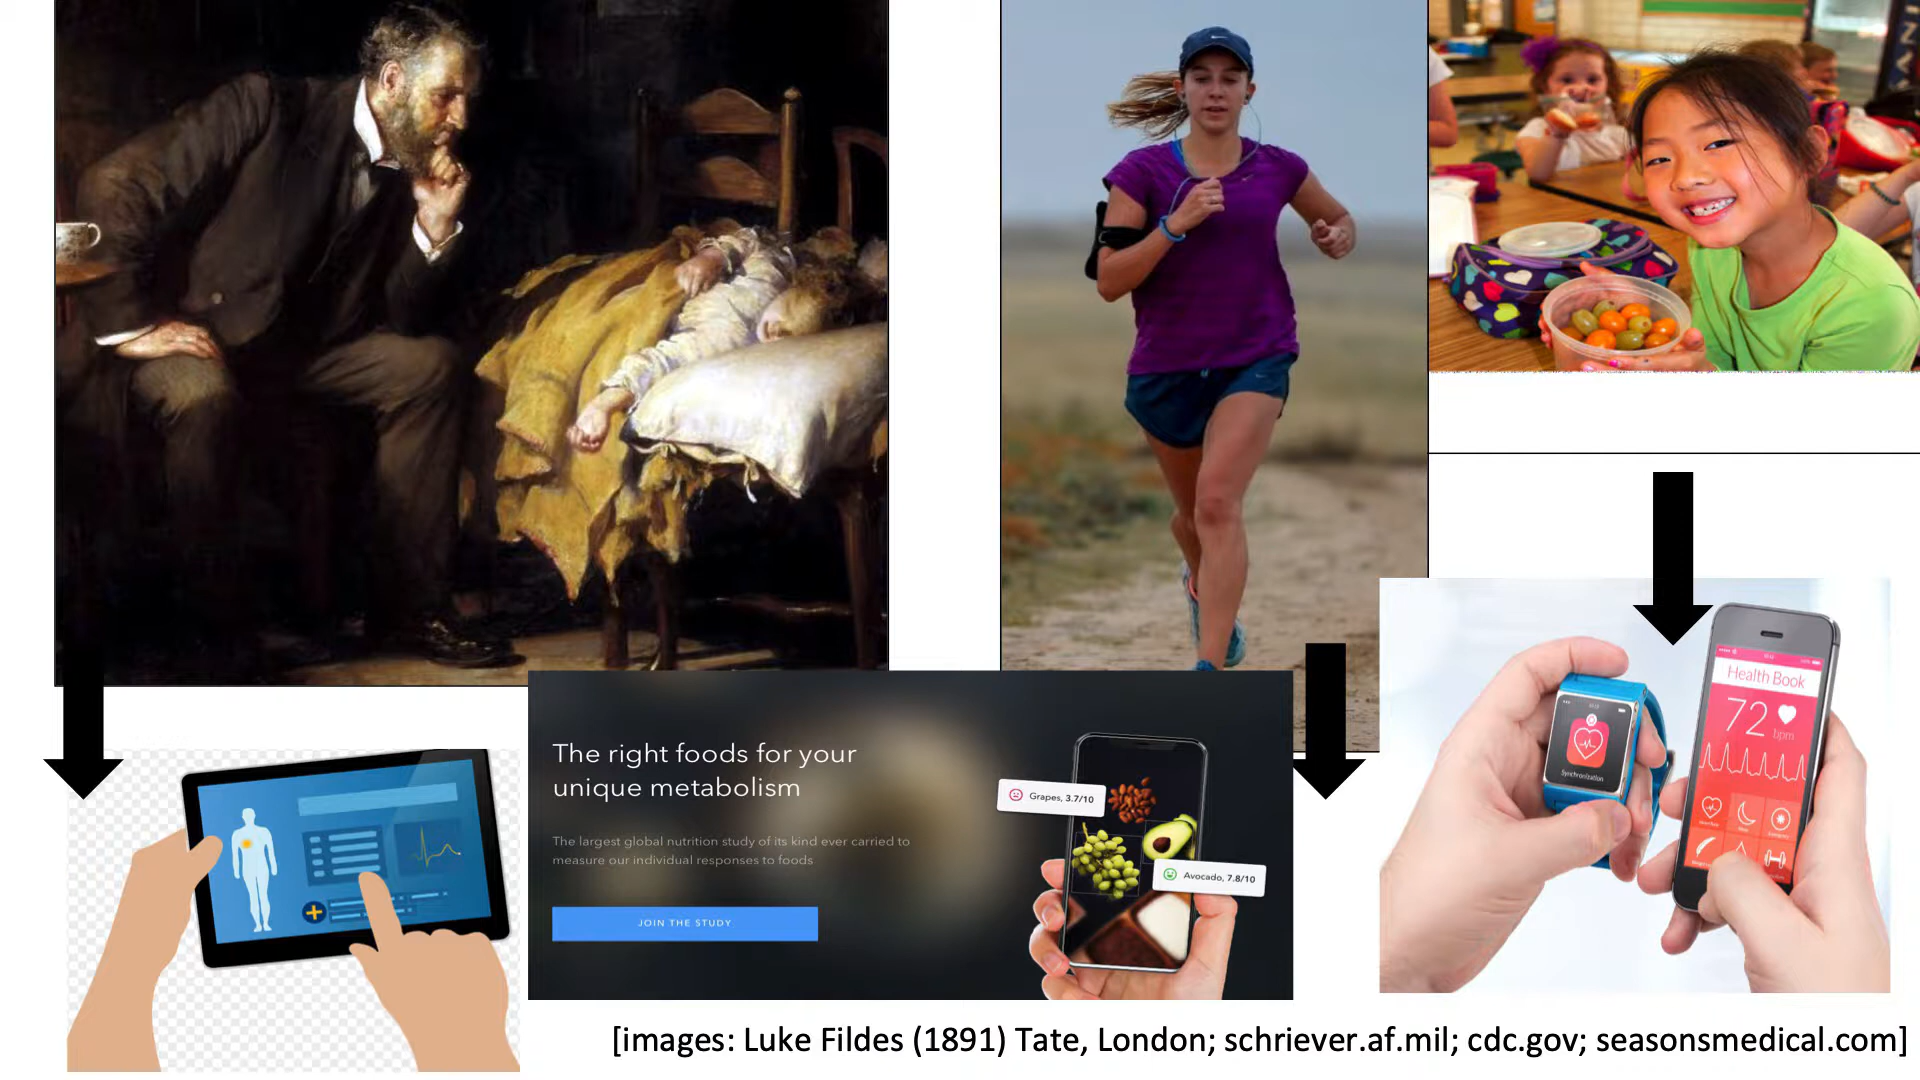 The right foods for your
unique metabolism
The largest global nutrition study of its kind ever carried to
measure our individual responses to foods
JOIN THE STUDY
Grapes, 3.7/10
Avocado, 7.8/10
Synchronization
Health Book
72
bpm
[images: Luke Fildes (1891) Tate, London; schriever.af.mil; cdc.gov; seasonsmedical.com]